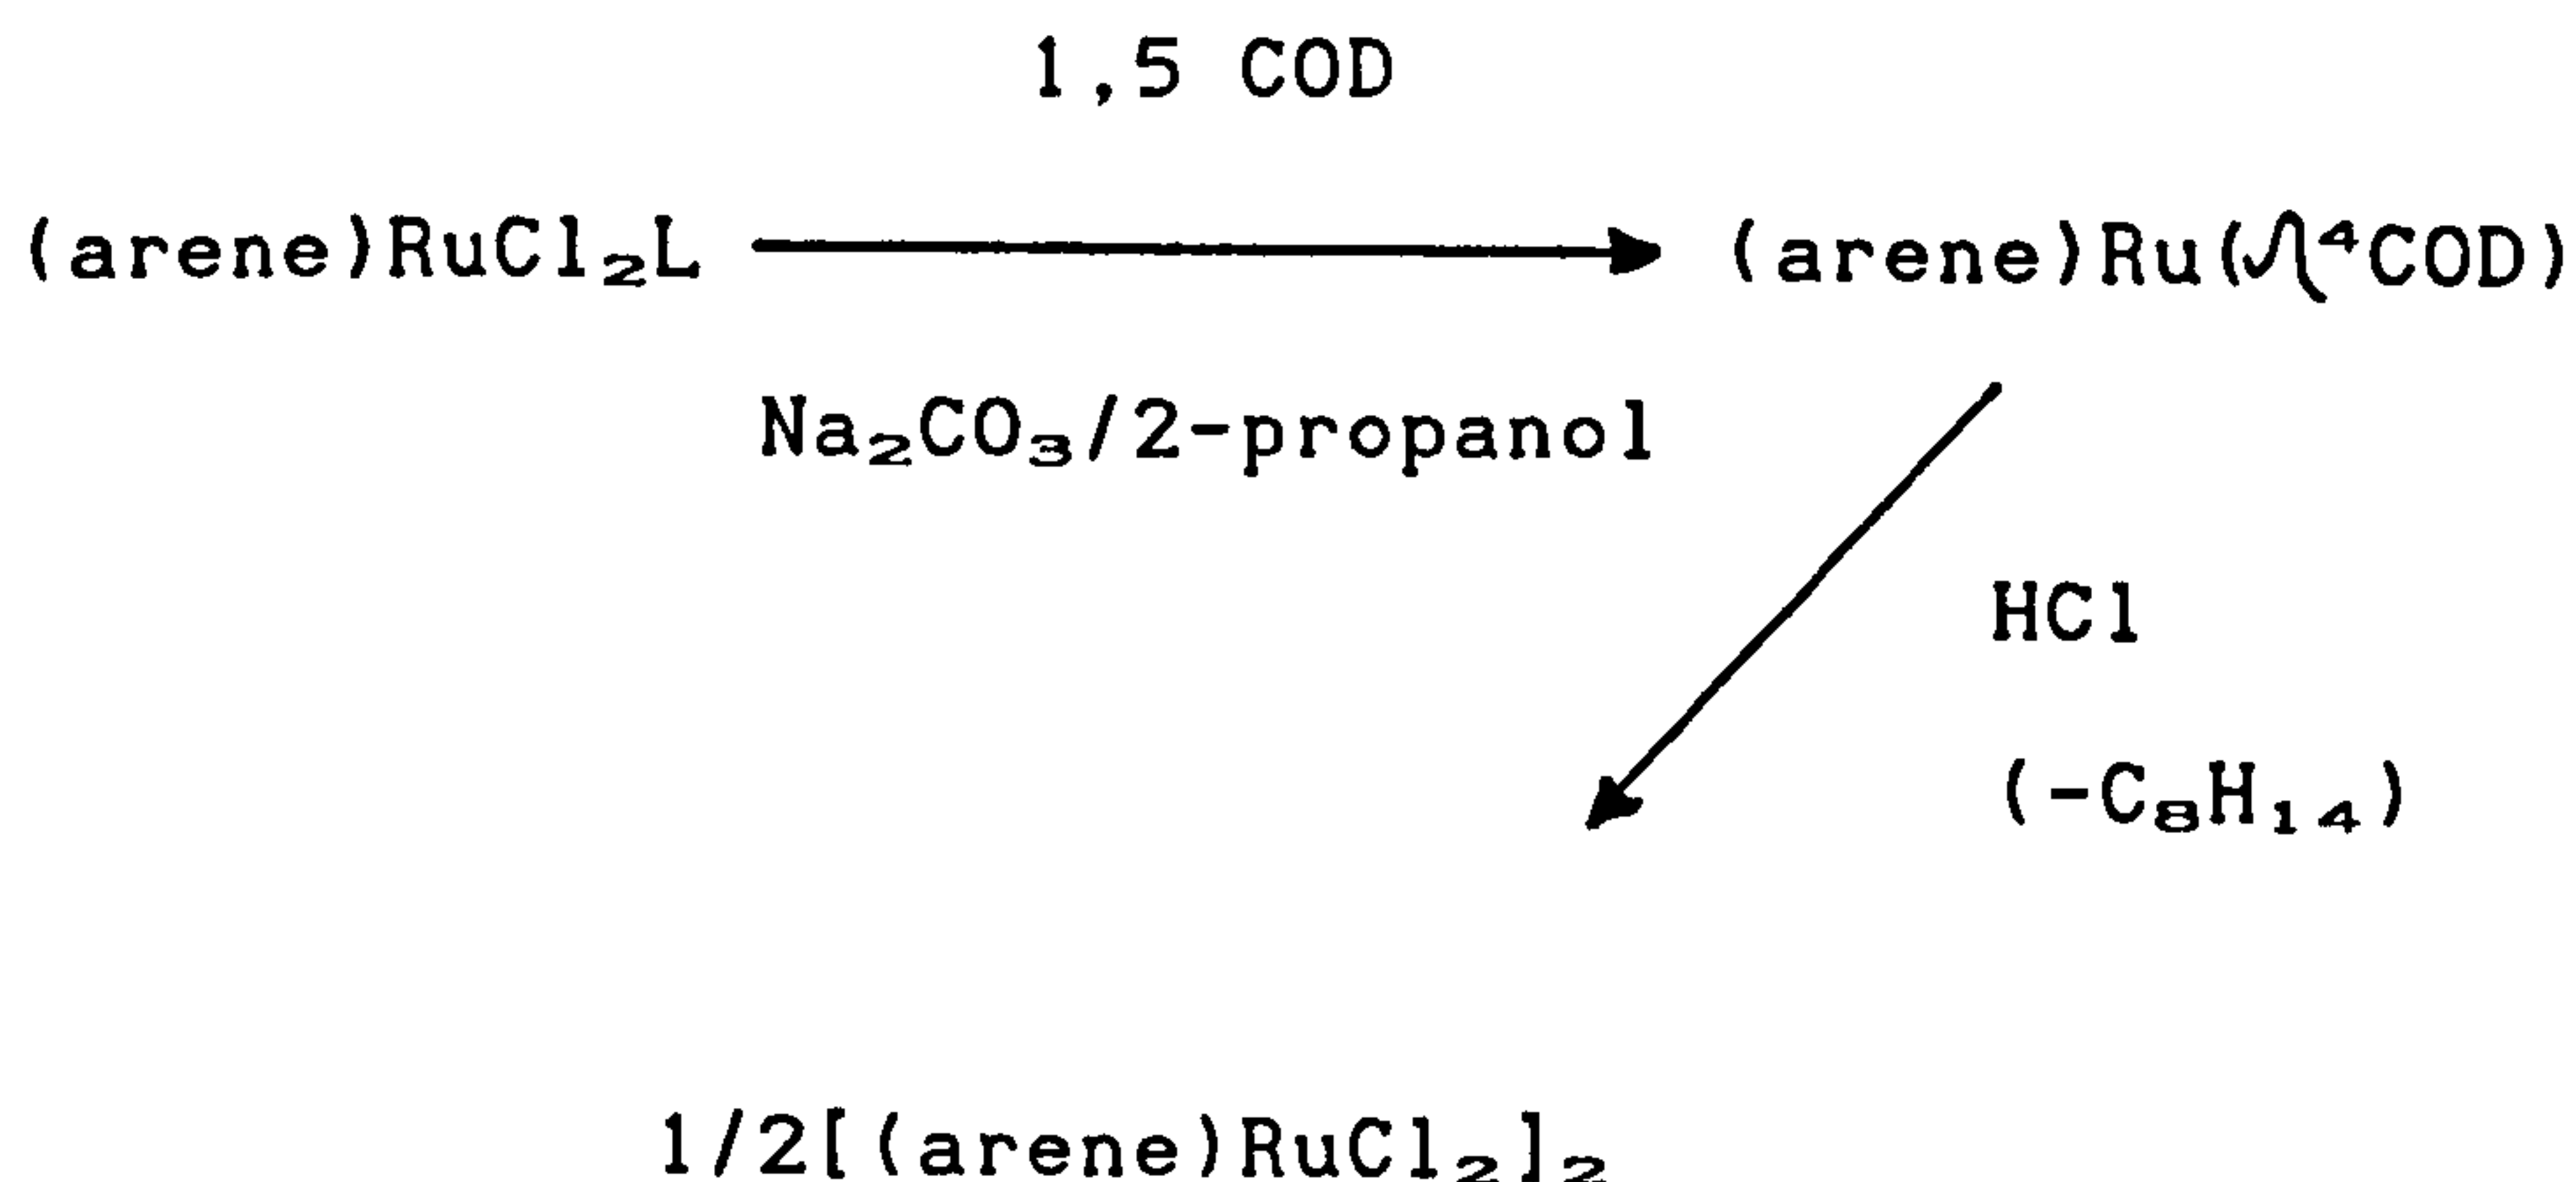 1,5 COD
(arene)RuCl₂L (arene)Ru(η⁴COD)
Na₂CO₃/2-propanol
HCl
(-C₈H₁₄)
1/2[(arene)RuCl₂]₂